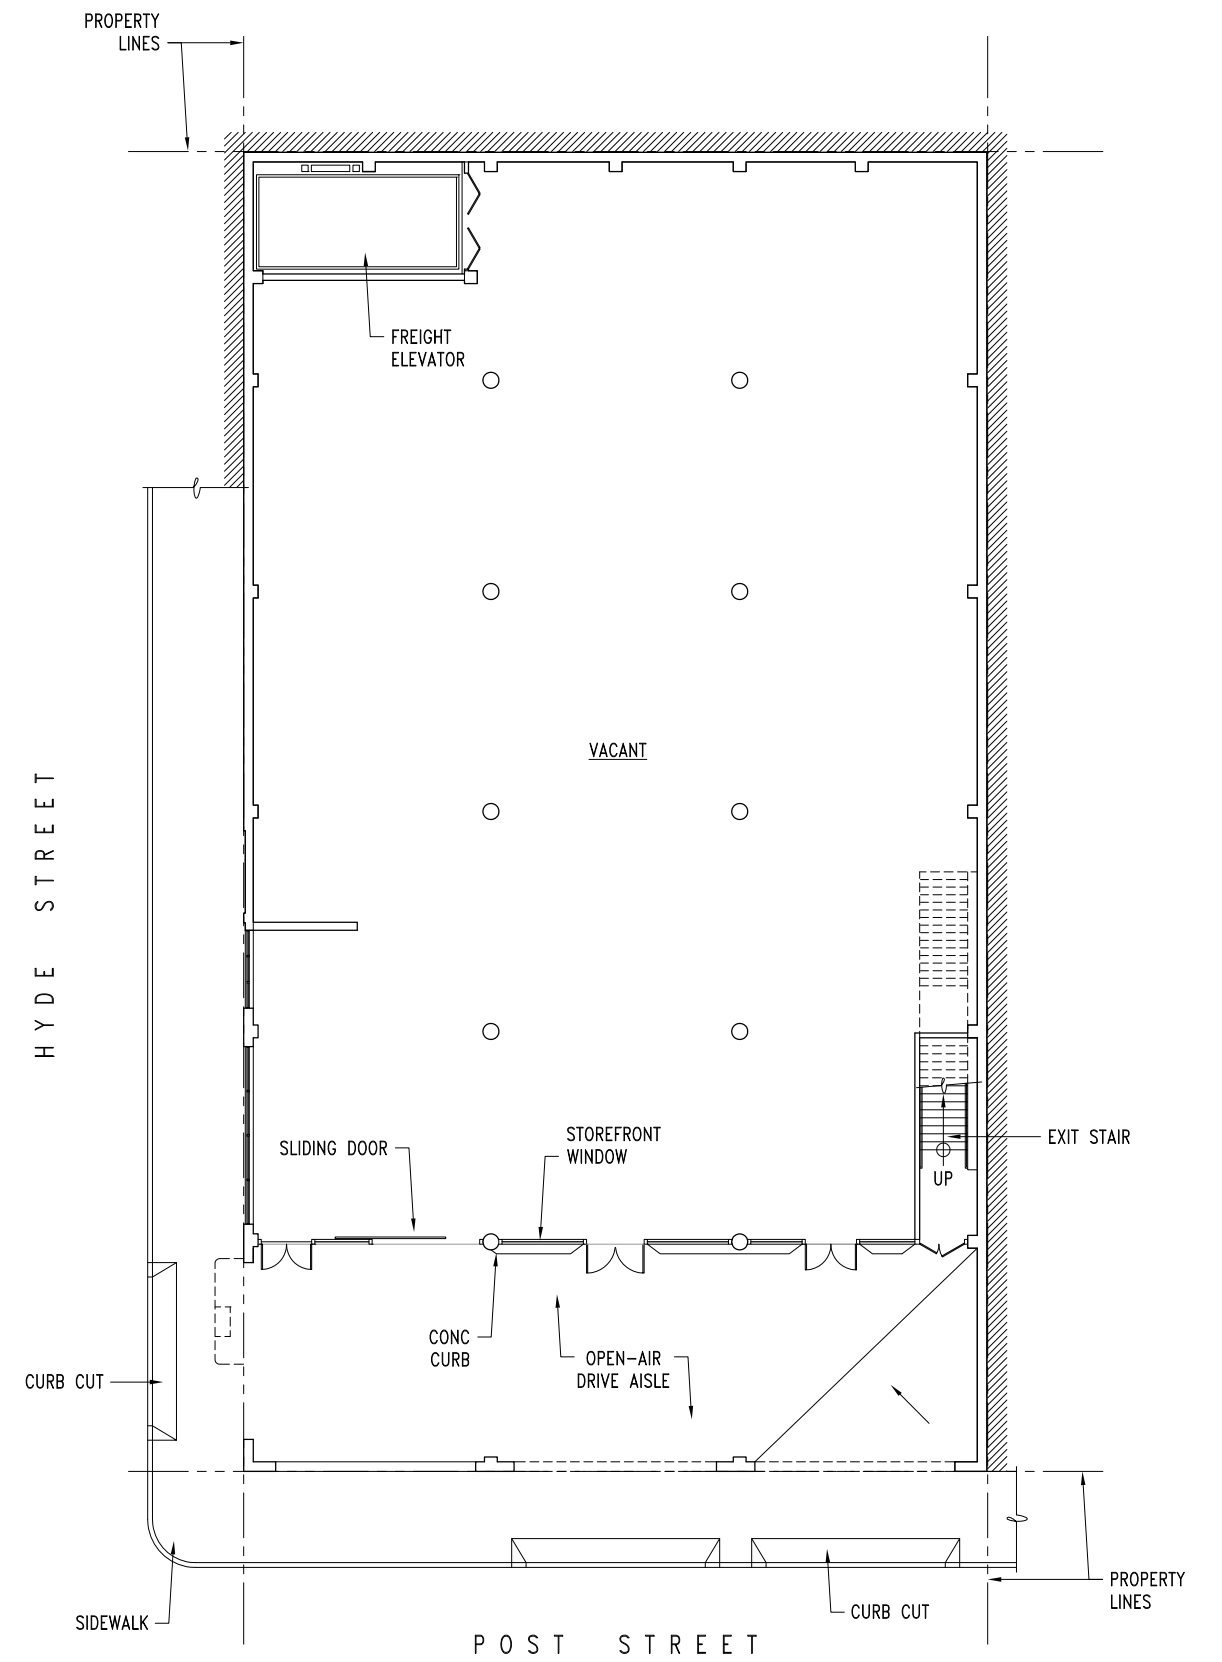 PROPERTY
LINES
FREIGHT
ELEVATOR
VACANT
HYDE STREET
STOREFRONT
WINDOW
SLIDING DOOR
EXIT STAIR
UP
CONC
CURB
OPEN-AIR
DRIVE AISLE
CURB CUT
PROPERTY
LINES
CURB CUT
SIDEWALK
POST STREET